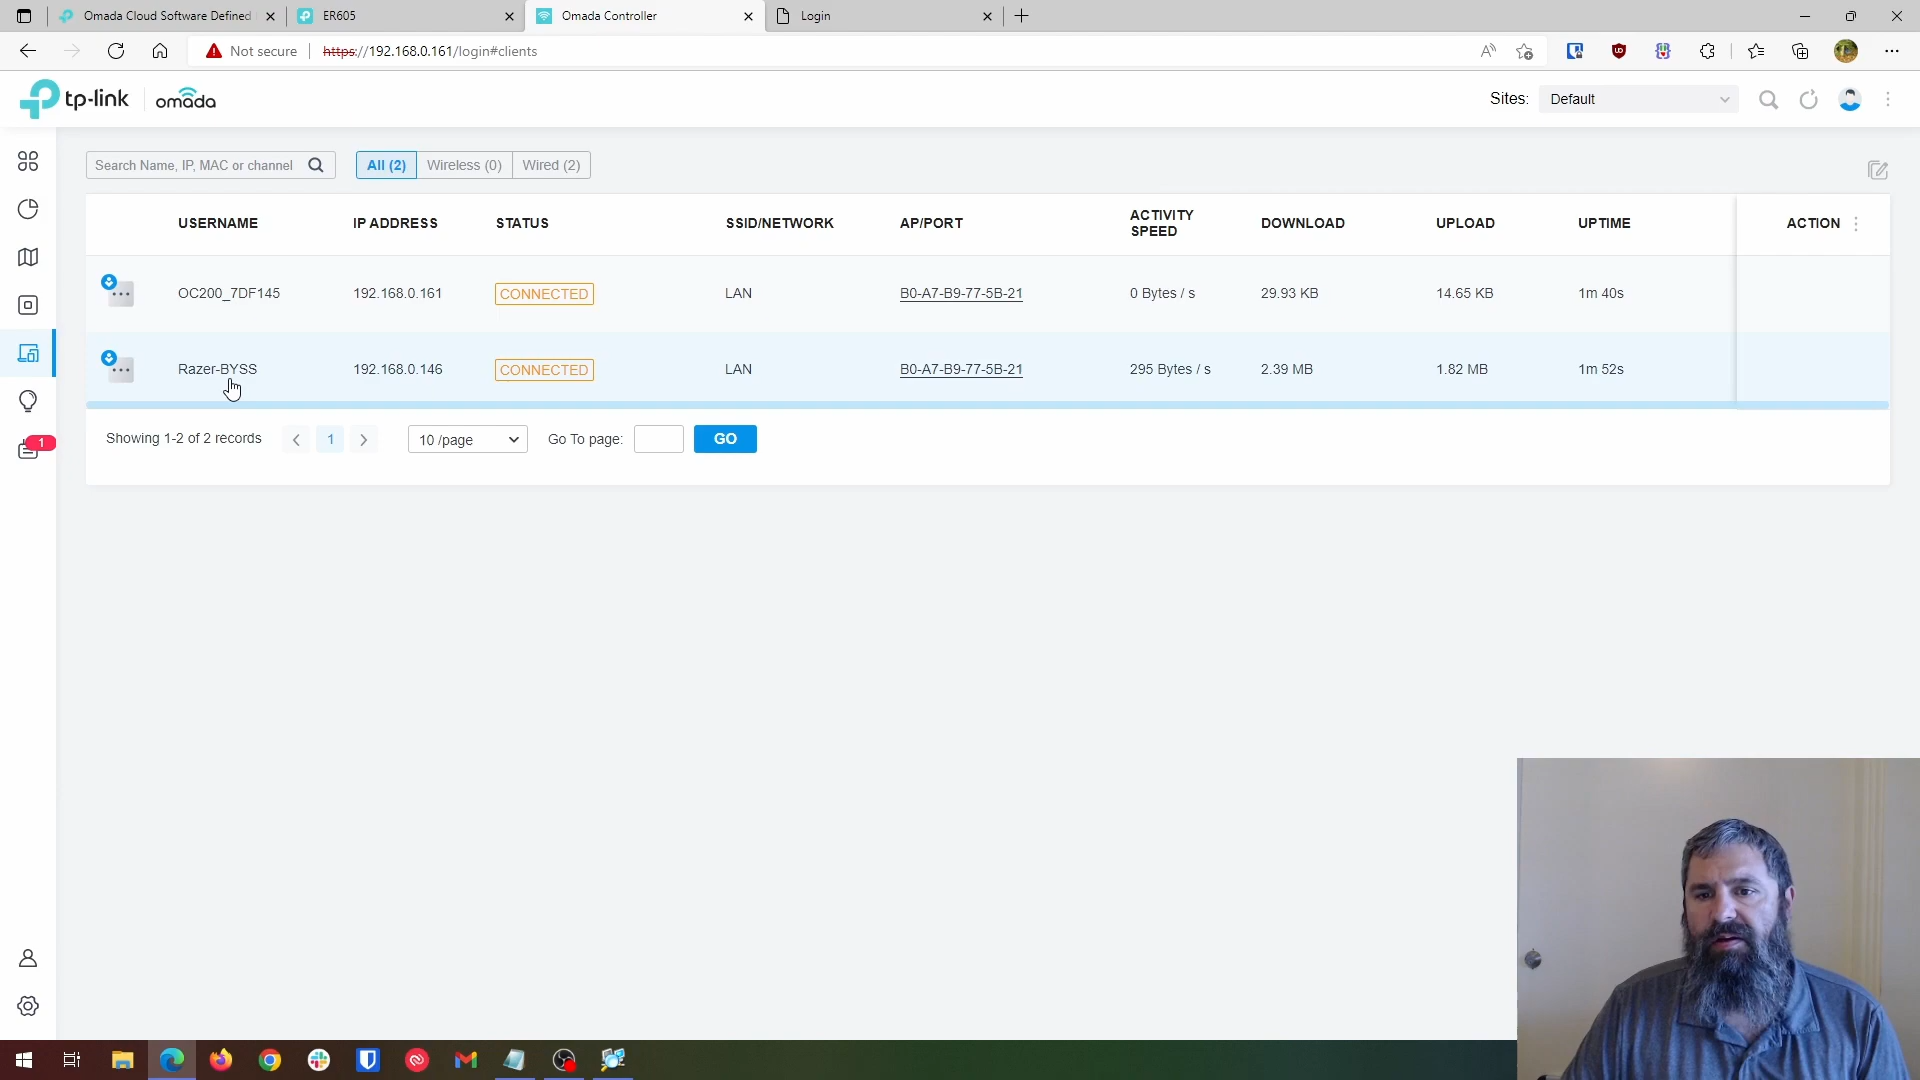 Omada Cloud Software Defined
ER605
Omada Controller
Login
Not secure
https://192.168.0.161/login#clients
tp-link
omada
Sites:
Default
Search Name, IP, MAC or channel
All (2)
Wireless (0)
Wired (2)
USERNAME
IP ADDRESS
STATUS
SSID/NETWORK
AP/PORT
ACTIVITY
SPEED
DOWNLOAD
UPLOAD
UPTIME
ACTION
OC200_7DF145
192.168.0.161
CONNECTED
LAN
B0-A7-B9-77-5B-21
0 Bytes / s
29.93 KB
14.65 KB
1m 40s
Razer-BYSS
192.168.0.146
CONNECTED
LAN
B0-A7-B9-77-5B-21
295 Bytes / s
2.39 MB
1.82 MB
1m 52s
Showing 1-2 of 2 records
1
10 /page
Go To page:
GO
1